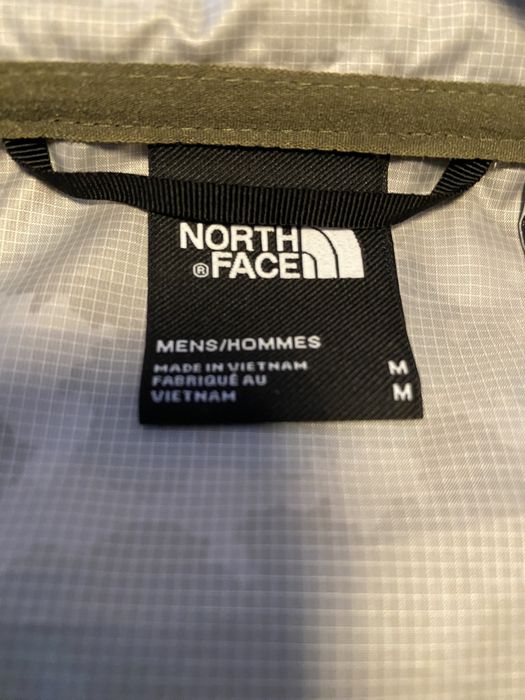 NORTH
® FACE
MENS/HOMMES
MADE IN VIETNAM M
FABRIQUÉ AU
VIETNAM M